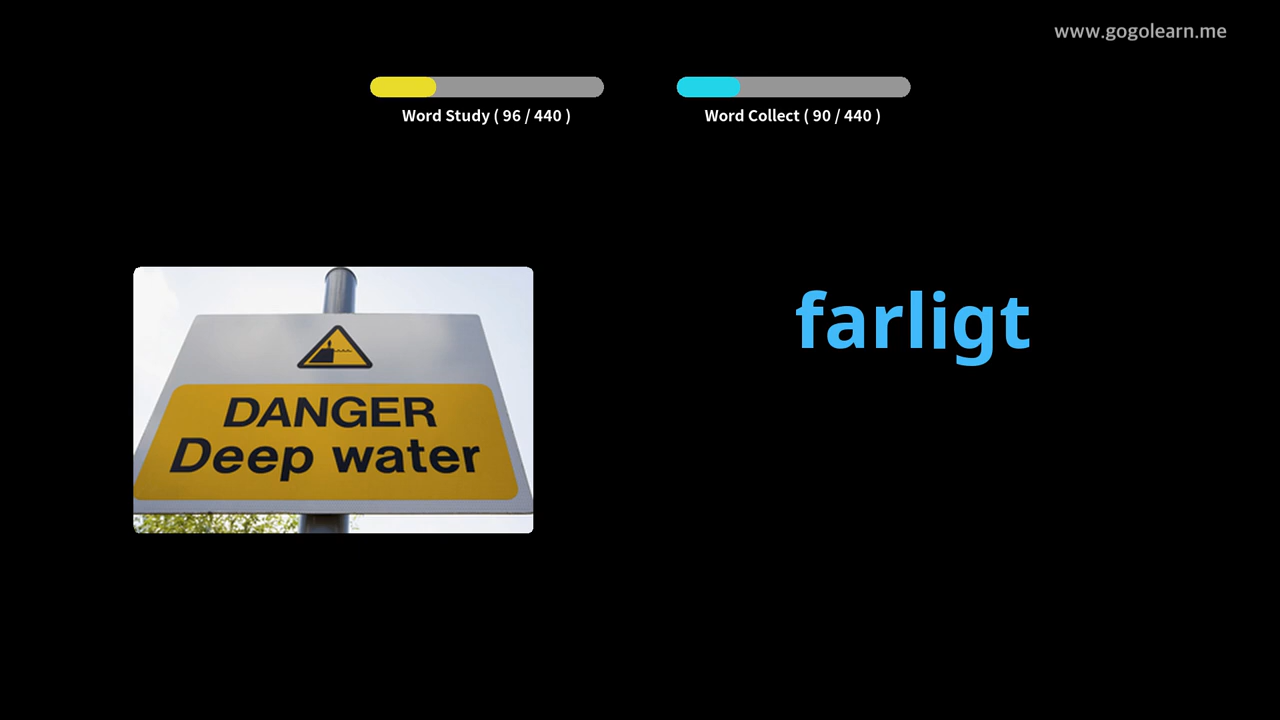 www.gogolearn.me
Word Study ( 96 / 440 )
Word Collect ( 90 / 440 )
DANGER
Deep water
farligt